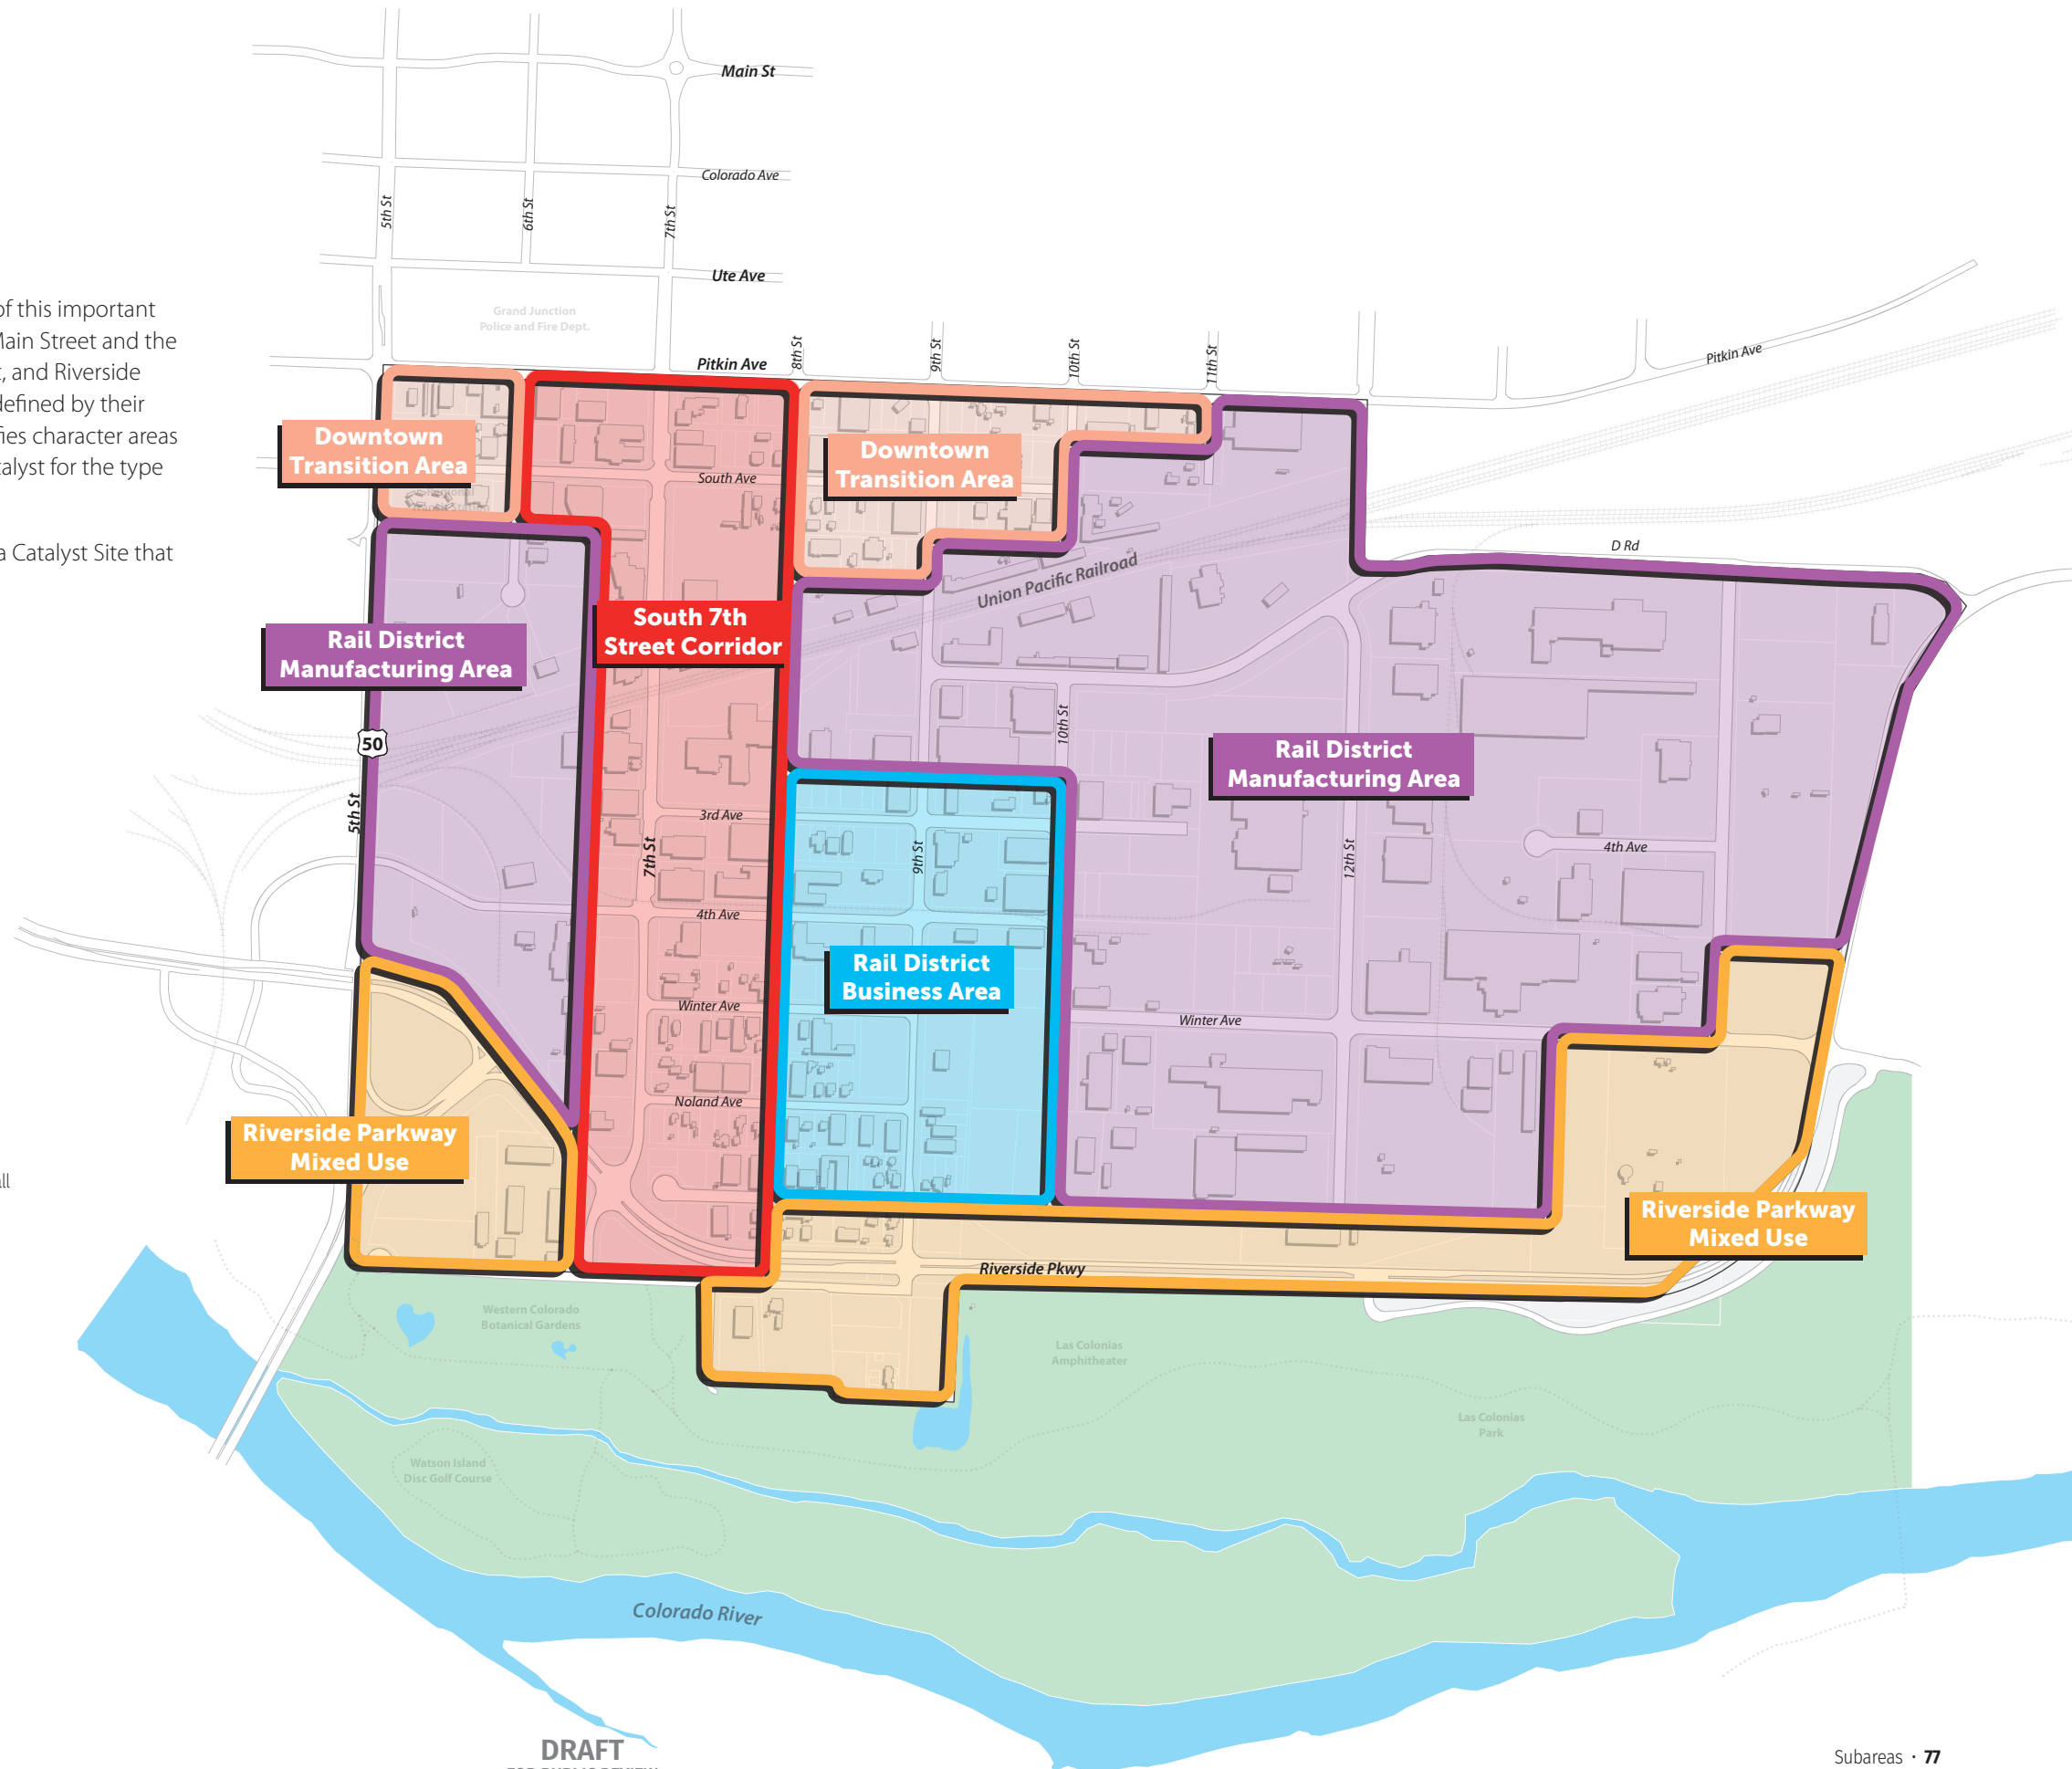 Main St
Colorado Ave
5th St
6th St
7th St
Ute Ave
of this important
Main Street and the
t, and Riverside
defined by their
fies character areas
talyst for the type
a Catalyst Site that
all
Grand Junction
Police and Fire Dept.
Pitkin Ave
8th St
9th St
10th St
11th St
Pitkin Ave
Downtown
Transition Area
Downtown
Transition Area
Regional
South Ave
D Rd
Union Pacific Railroad
South 7th
Street Corridor
Rail District
Manufacturing Area
50
5th St
10th St
Rail District
Manufacturing Area
3rd Ave
7th St
9th St
12th St
4th Ave
4th Ave
Rail District
Business Area
Winter Ave
Winter Ave
Noland Ave
Riverside Parkway
Mixed Use
Riverside Parkway
Mixed Use
Riverside Pkwy
Western Colorado
Botanical Gardens
Las Colonias
Amphitheater
Las Colonias
Park
Watson Island
Disc Golf Course
Colorado River
DRAFT
FOR PUBLIC REVIEW
Subareas · 77